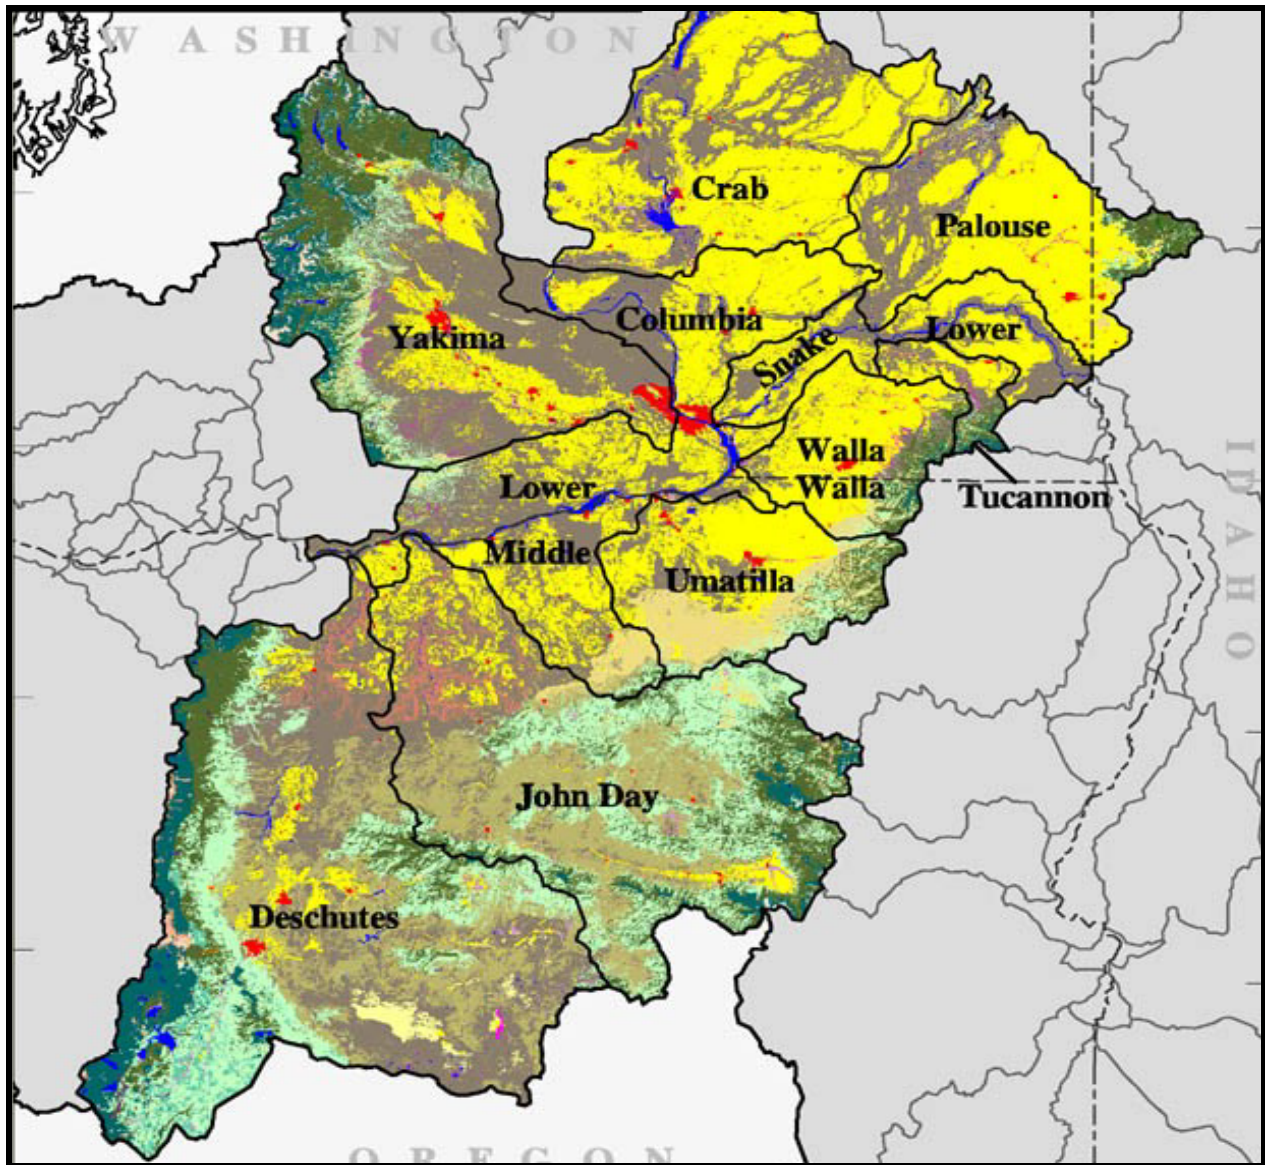 WASHINGTON
Crab
Palouse
Columbia
Lower
Yakima
Snake
Walla
Walla
Lower
Tucannon
Middle
Umatilla
IDAHO
John Day
Deschutes
OREGON